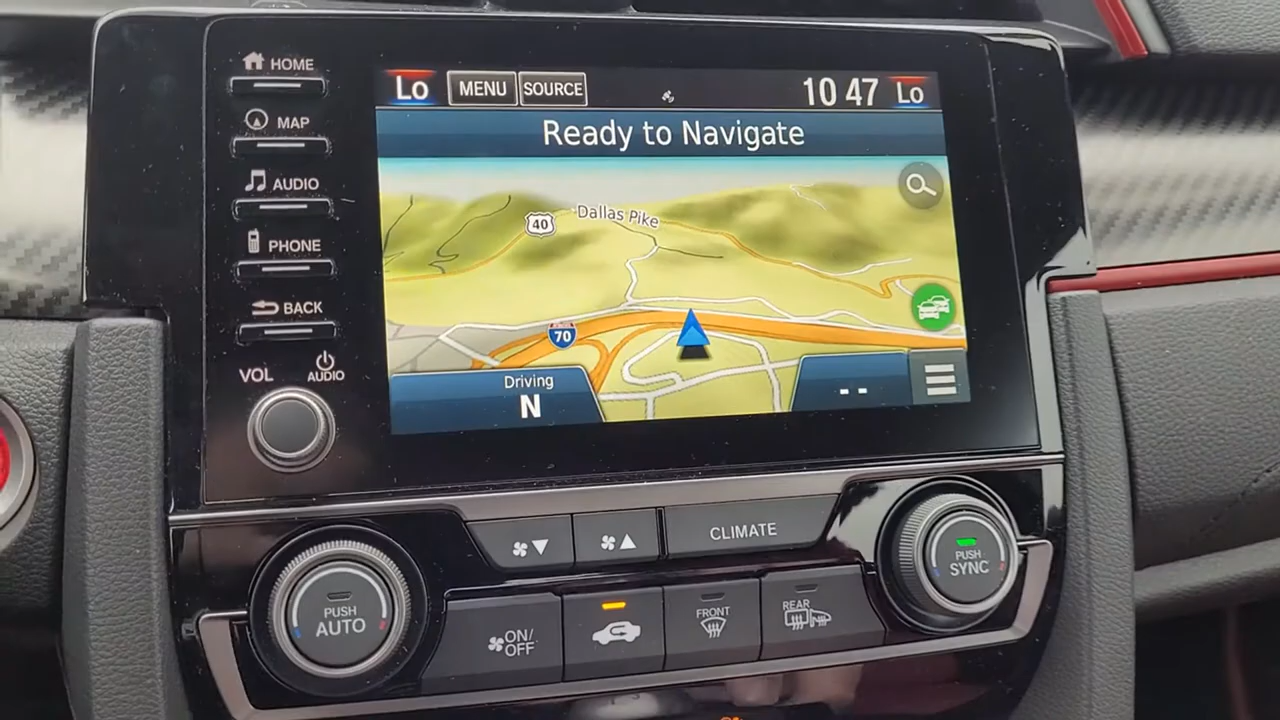 HOME
MAP
AUDIO
PHONE
BACK
VOL
AUDIO
Lo MENU SOURCE 10 47 Lo
Ready to Navigate
40 Dallas Pike
70
Driving
N
--
CLIMATE
PUSH
AUTO
ON/
OFF
FRONT
REAR
PUSH
SYNC